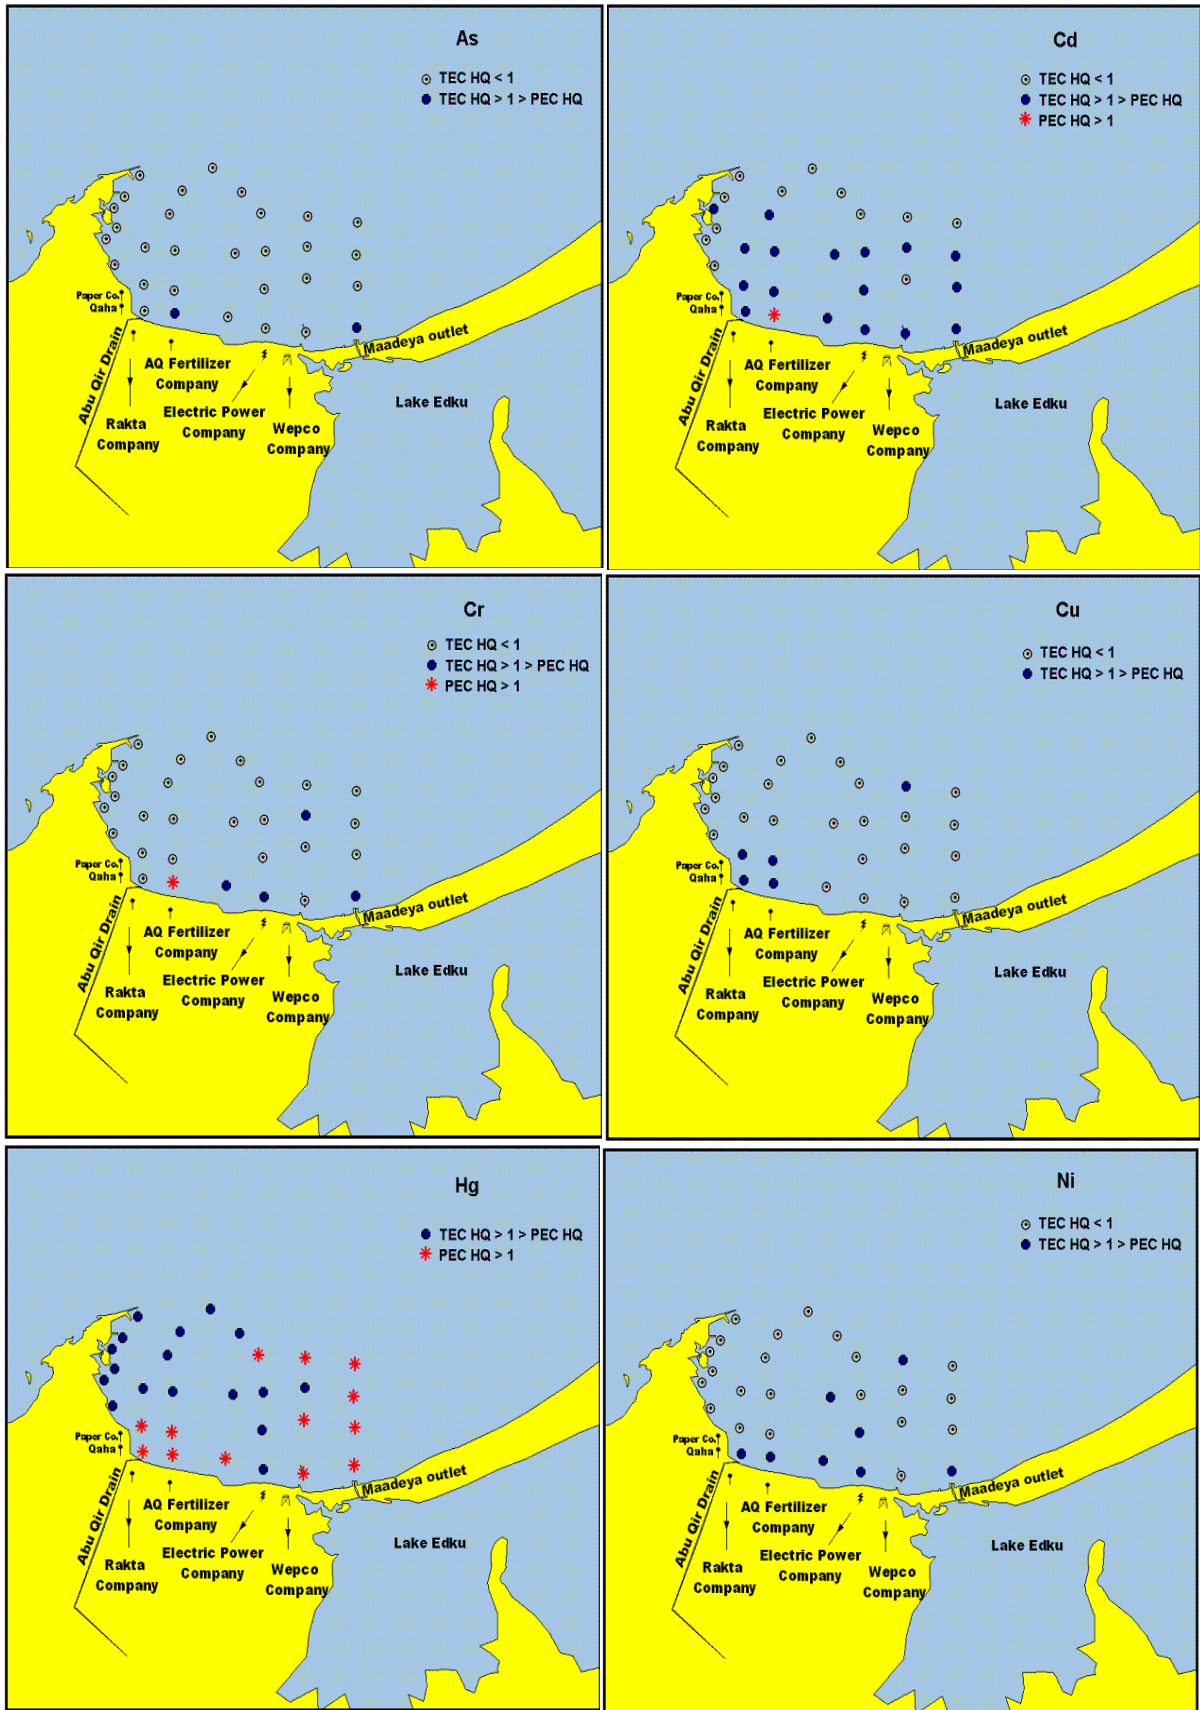 As
TEC HQ < 1
TEC HQ > 1 > PEC HQ
Paper Co.
Qaha
Abu Qir Drain
AQ Fertilizer
Company
Rakta
Company
Electric Power
Company
Wepco
Company
Maadeya outlet
Lake Edku
Cd
TEC HQ < 1
TEC HQ > 1 > PEC HQ
PEC HQ > 1
Paper Co.
Qaha
Abu Qir Drain
AQ Fertilizer
Company
Rakta
Company
Electric Power
Company
Wepco
Company
Maadeya outlet
Lake Edku
Cr
TEC HQ < 1
TEC HQ > 1 > PEC HQ
PEC HQ > 1
Paper Co.
Qaha
Abu Qir Drain
AQ Fertilizer
Company
Rakta
Company
Electric Power
Company
Wepco
Company
Maadeya outlet
Lake Edku
Cu
TEC HQ < 1
TEC HQ > 1 > PEC HQ
Paper Co.
Qaha
Abu Qir Drain
AQ Fertilizer
Company
Rakta
Company
Electric Power
Company
Wepco
Company
Maadeya outlet
Lake Edku
Hg
TEC HQ > 1 > PEC HQ
PEC HQ > 1
Paper Co.
Qaha
Abu Qir Drain
AQ Fertilizer
Company
Rakta
Company
Electric Power
Company
Wepco
Company
Maadeya outlet
Lake Edku
Ni
TEC HQ < 1
TEC HQ > 1 > PEC HQ
Paper Co.
Qaha
Abu Qir Drain
AQ Fertilizer
Company
Rakta
Company
Electric Power
Company
Wepco
Company
Maadeya outlet
Lake Edku